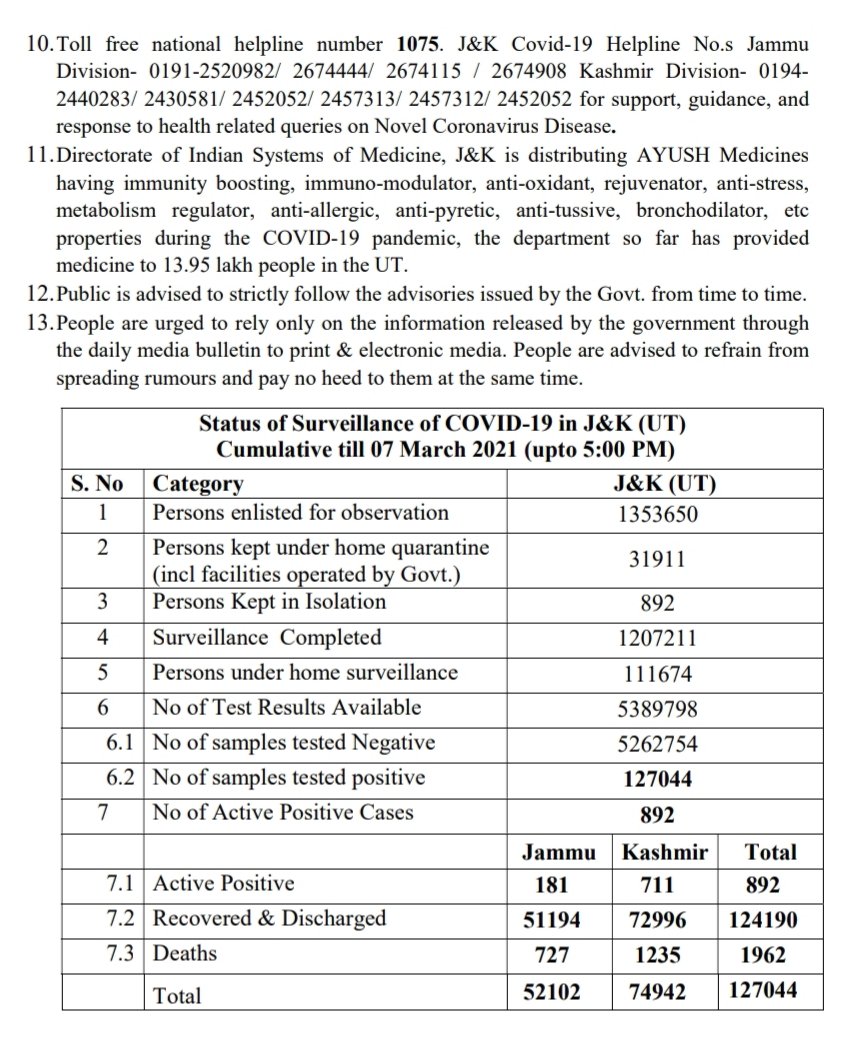 10. Toll free national helpline number 1075. J&K Covid-19 Helpline No.s Jammu
Division- 0191-2520982/ 2674444/ 2674115 / 2674908 Kashmir Division- 0194-
2440283/ 2430581/ 2452052/ 2457313/ 2457312/ 2452052 for support, guidance, and
response to health related queries on Novel Coronavirus Disease.
11. Directorate of Indian Systems of Medicine, J&K is distributing AYUSH Medicines
having immunity boosting, immuno-modulator, anti-oxidant, rejuvenator, anti-stress,
metabolism regulator, anti-allergic, anti-pyretic, anti-tussive, bronchodilator, etc
properties during the COVID-19 pandemic, the department so far has provided
medicine to 13.95 lakh people in the UT.
12. Public is advised to strictly follow the advisories issued by the Govt. from time to time.
13. People are urged to rely only on the information released by the government through
the daily media bulletin to print & electronic media. People are advised to refrain from
spreading rumours and pay no heed to them at the same time.
Status of Surveillance of COVID-19 in J&K (UT)
Cumulative till 07 March 2021 (upto 5:00 PM)
S. No Category J&K (UT)
1 Persons enlisted for observation 1353650
2 Persons kept under home quarantine
(incl facilities operated by Govt.) 31911
3 Persons Kept in Isolation 892
4 Surveillance Completed 1207211
5 Persons under home surveillance 111674
6 No of Test Results Available 5389798
6.1 No of samples tested Negative 5262754
6.2 No of samples tested positive 127044
7 No of Active Positive Cases 892
Jammu Kashmir Total
7.1 Active Positive 181 711 892
7.2 Recovered & Discharged 51194 72996 124190
7.3 Deaths 727 1235 1962
Total 52102 74942 127044